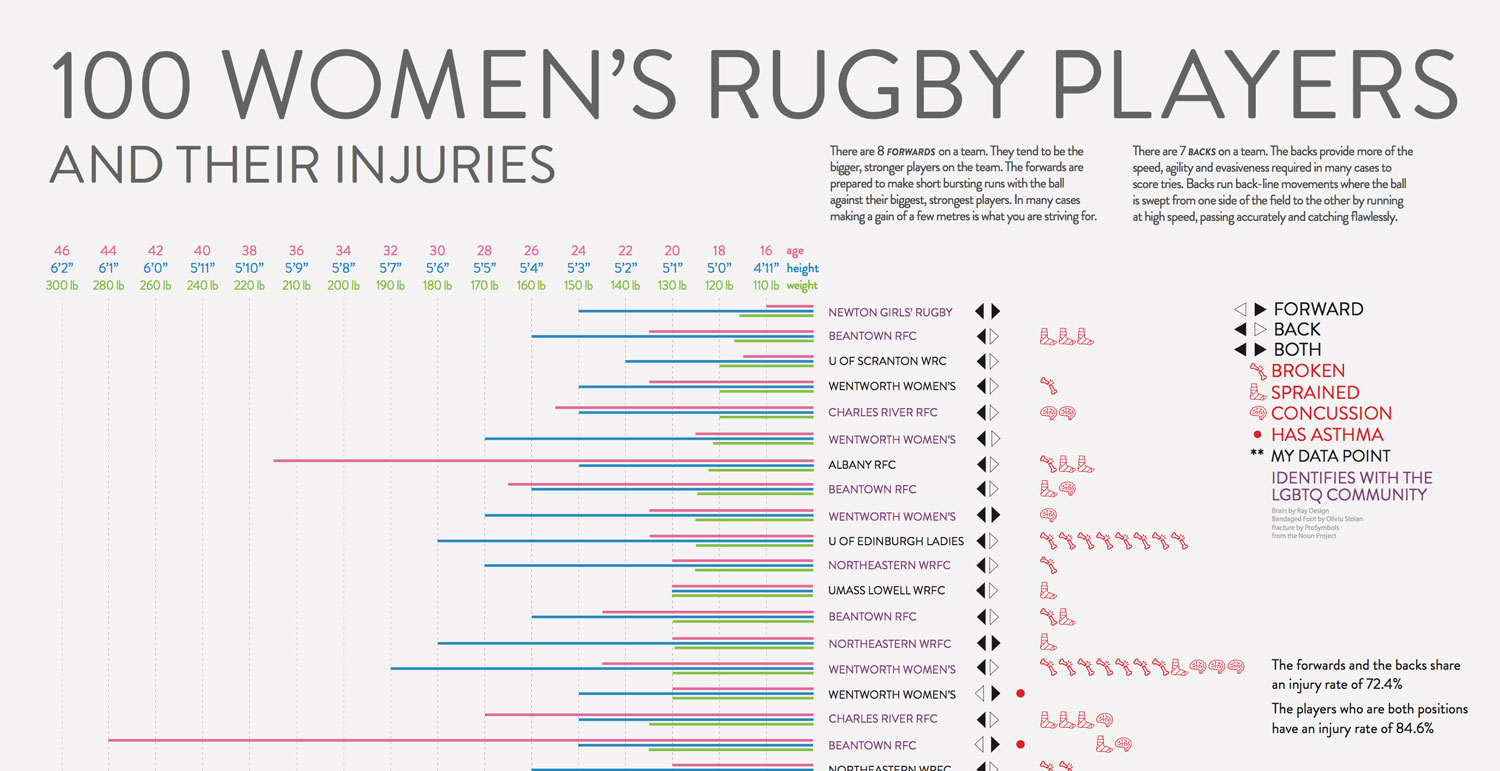 100 WOMEN'S RUGBY PLAYERS
AND THEIR INJURIES
There are 8 FORWARDS on a team. They tend to be the
bigger, stronger players on the team. The forwards are
prepared to make short bursting runs with the ball
against their biggest, strongest players. In many cases
making a gain of a few metres is what you are striving for.
There are 7 BACKS on a team. The backs provide more of the
speed, agility and evasiveness required in many cases to
score tries. Backs run back-line movements where the ball
is swept from one side of the field to the other by running
at high speed, passing accurately and catching flawlessly.
46 44 42 40 38 36 34 32 30 28 26 24 22 20 18 16 age
6'2" 6'1" 6'0" 5'11" 5'10" 5'9" 5'8" 5'7" 5'6" 5'5" 5'4" 5'3" 5'2" 5'1" 5'0" 4'11" height
300 lb 280 lb 260 lb 240 lb 220 lb 210 lb 200 lb 190 lb 180 lb 170 lb 160 lb 150 lb 140 lb 130 lb 120 lb 110 lb weight
NEWTON GIRLS' RUGBY
BEANTOWN RFC
U OF SCRANTON WRC
WENTWORTH WOMEN'S
CHARLES RIVER RFC
WENTWORTH WOMEN'S
ALBANY RFC
BEANTOWN RFC
WENTWORTH WOMEN'S
U OF EDINBURGH LADIES
NORTHEASTERN WRFC
UMASS LOWELL WRFC
BEANTOWN RFC
NORTHEASTERN WRFC
WENTWORTH WOMEN'S
WENTWORTH WOMEN'S
CHARLES RIVER RFC
BEANTOWN RFC
NORTHEASTERN WRFC
FORWARD
BACK
BOTH
BROKEN
SPRAINED
CONCUSSION
HAS ASTHMA
** MY DATA POINT
IDENTIFIES WITH THE
LGBTQ COMMUNITY
Brain by Ray Design
Bandaged Foot by Oliviu Stoian
fracture by ProSymbols
from the Noun Project
The forwards and the backs share
an injury rate of 72.4%
The players who are both positions
have an injury rate of 84.6%